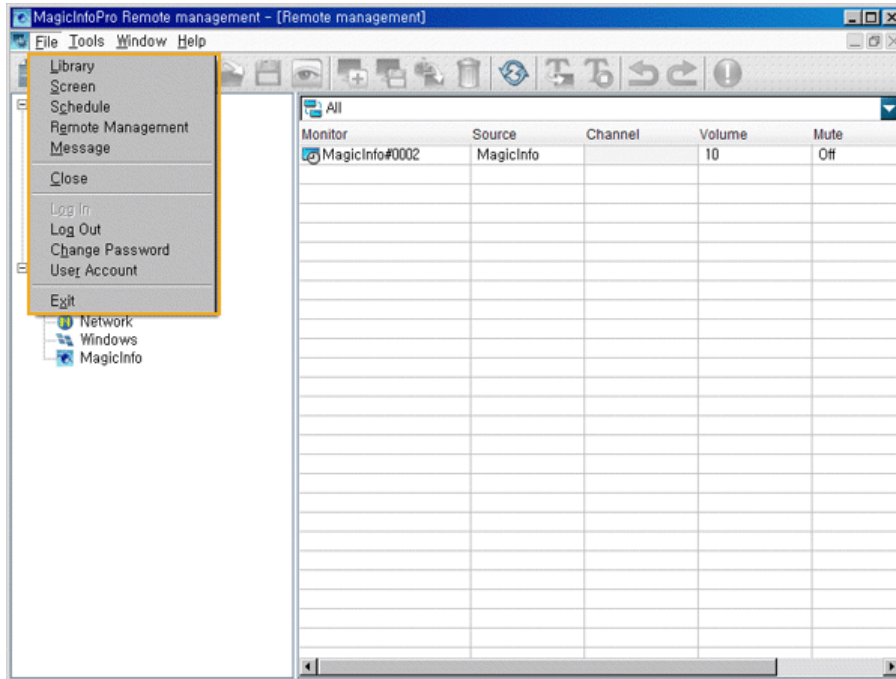 MagicInfoPro Remote management - [Remote management]
File Tools Window Help
Library
Screen
Schedule
Remote Management
Message
Close
Log In
Log Out
Change Password
User Account
Exit
Network
Windows
MagicInfo
All
Monitor Source Channel Volume Mute
MagicInfo#0002 MagicInfo 10 Off